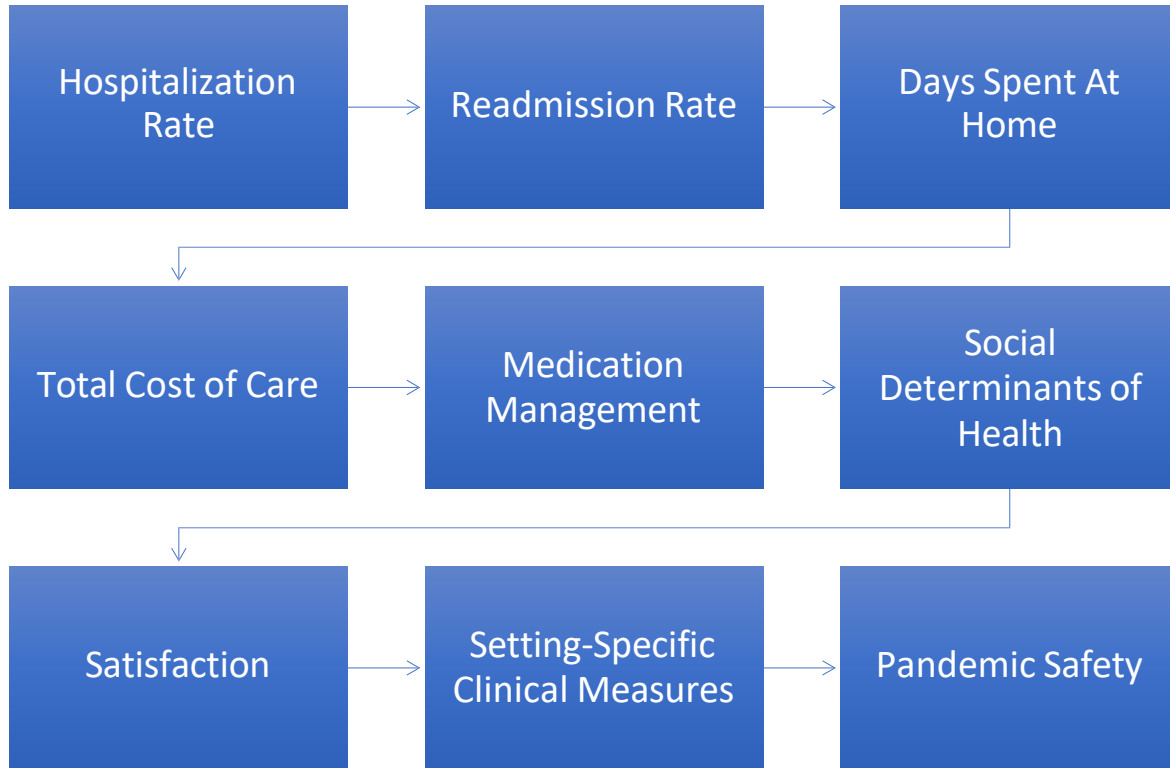 Hospitalization
Rate
Readmission Rate
Days Spent At
Home
Total Cost of Care
Medication
Management
Social
Determinants of
Health
Satisfaction
Setting-Specific
Clinical Measures
Pandemic Safety